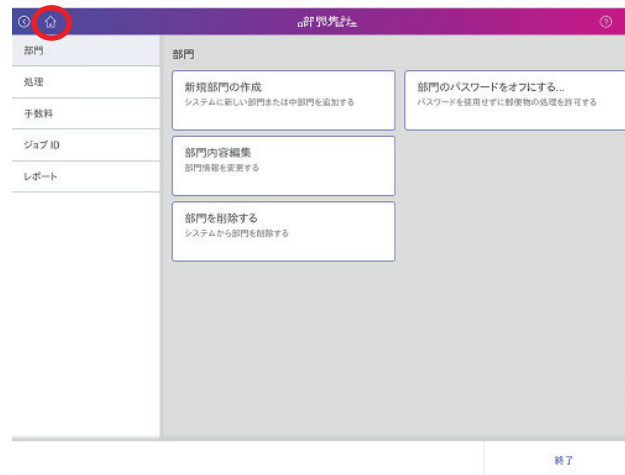 部門集計
部門
処理
手数料
ジョブ ID
レポート
部門
新規部門の作成
システムに新しい部門または中部門を追加する
部門のパスワードをオフにする...
パスワードを使用せずに郵便物の処理を許可する
部門内容編集
部門情報を変更する
部門を削除する
システムから部門を削除する
終了